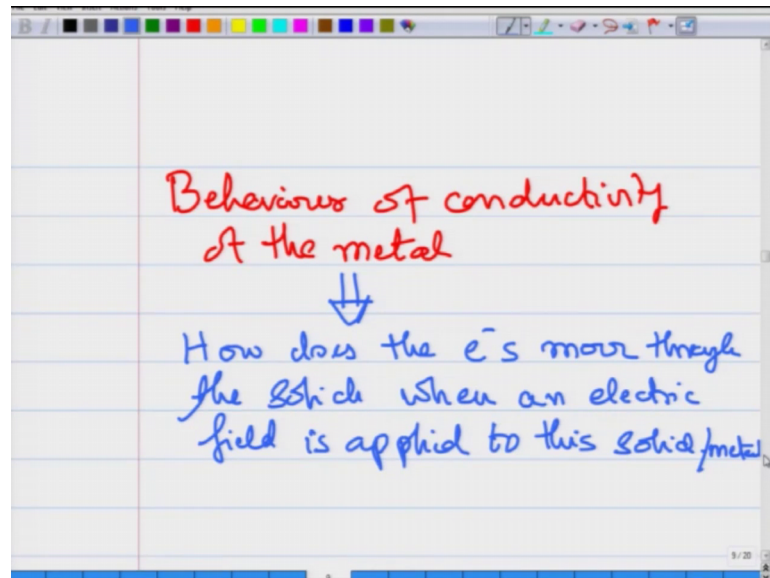 Behaviour of conductivity
of the metal
⇓
How does the e⁻s move through
the solid when an electric
field is applied to this solid/metal
9/20